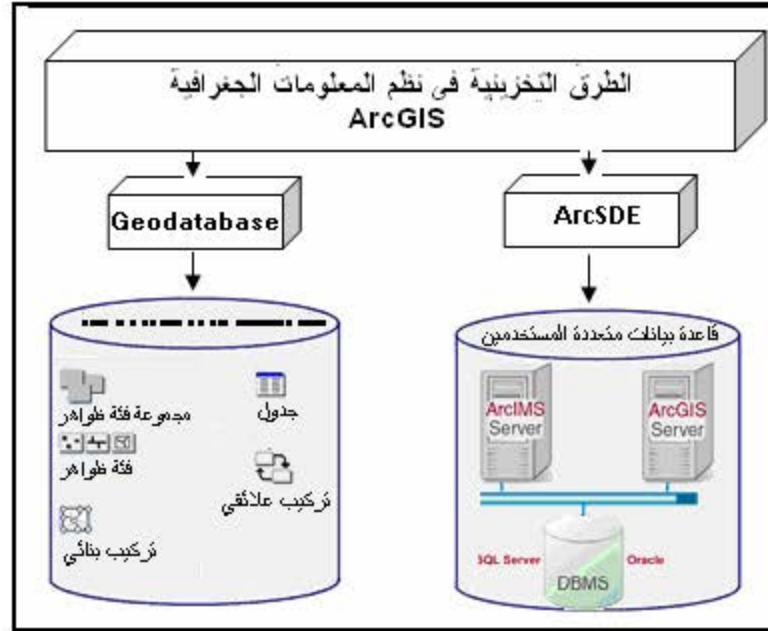 الطرق التخزينية في نظم المعلومات الجغرافية
ArcGIS
Geodatabase
ArcSDE
قاعدة بيانات متعددة المستخدمين
مجموعة فئة ظواهر
جدول
فئة ظواهر
تركيب علائقي
تركيب بنائي
ArcIMS
Server
ArcGIS
Server
SQL Server
Oracle
DBMS